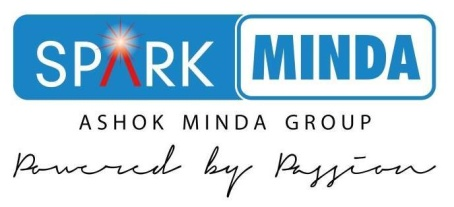 SPARK MINDA
ASHOK MINDA GROUP
Powered by Passion